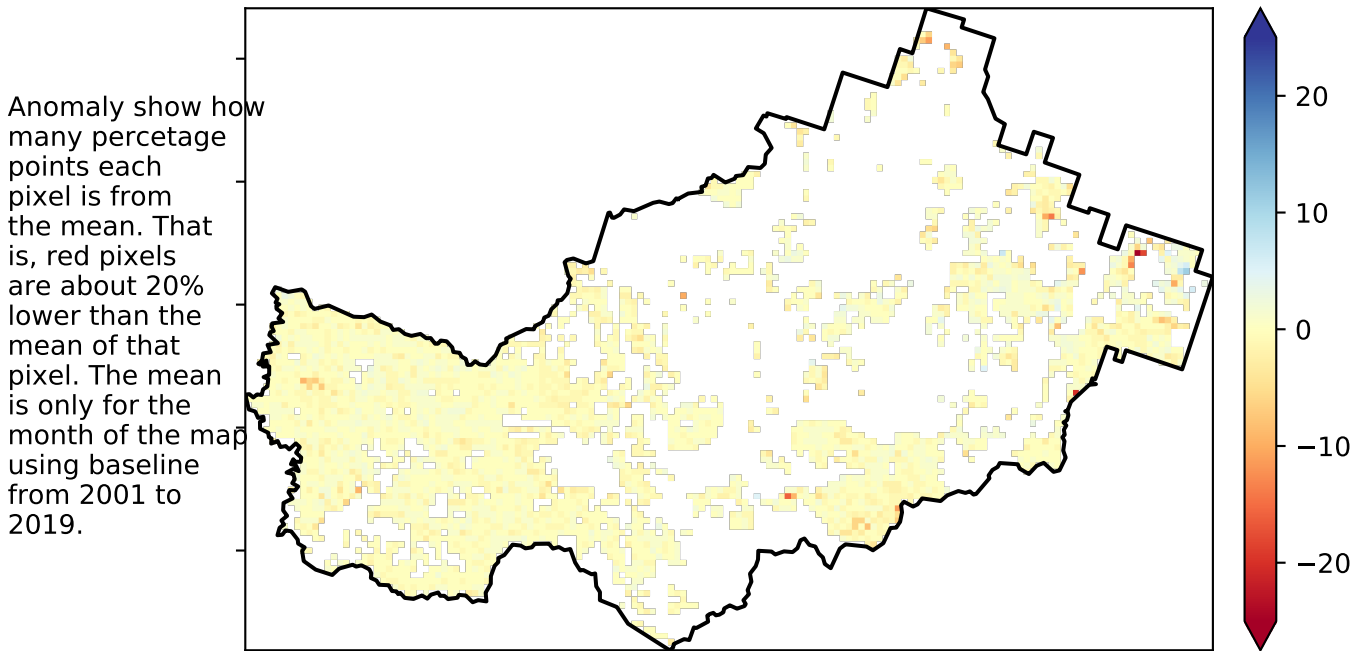 Anomaly show how
many percetage
points each
pixel is from
the mean. That
is, red pixels
are about 20%
lower than the
mean of that
pixel. The mean
is only for the
month of the map
using baseline
from 2001 to
2019.
20
10
0
−10
−20